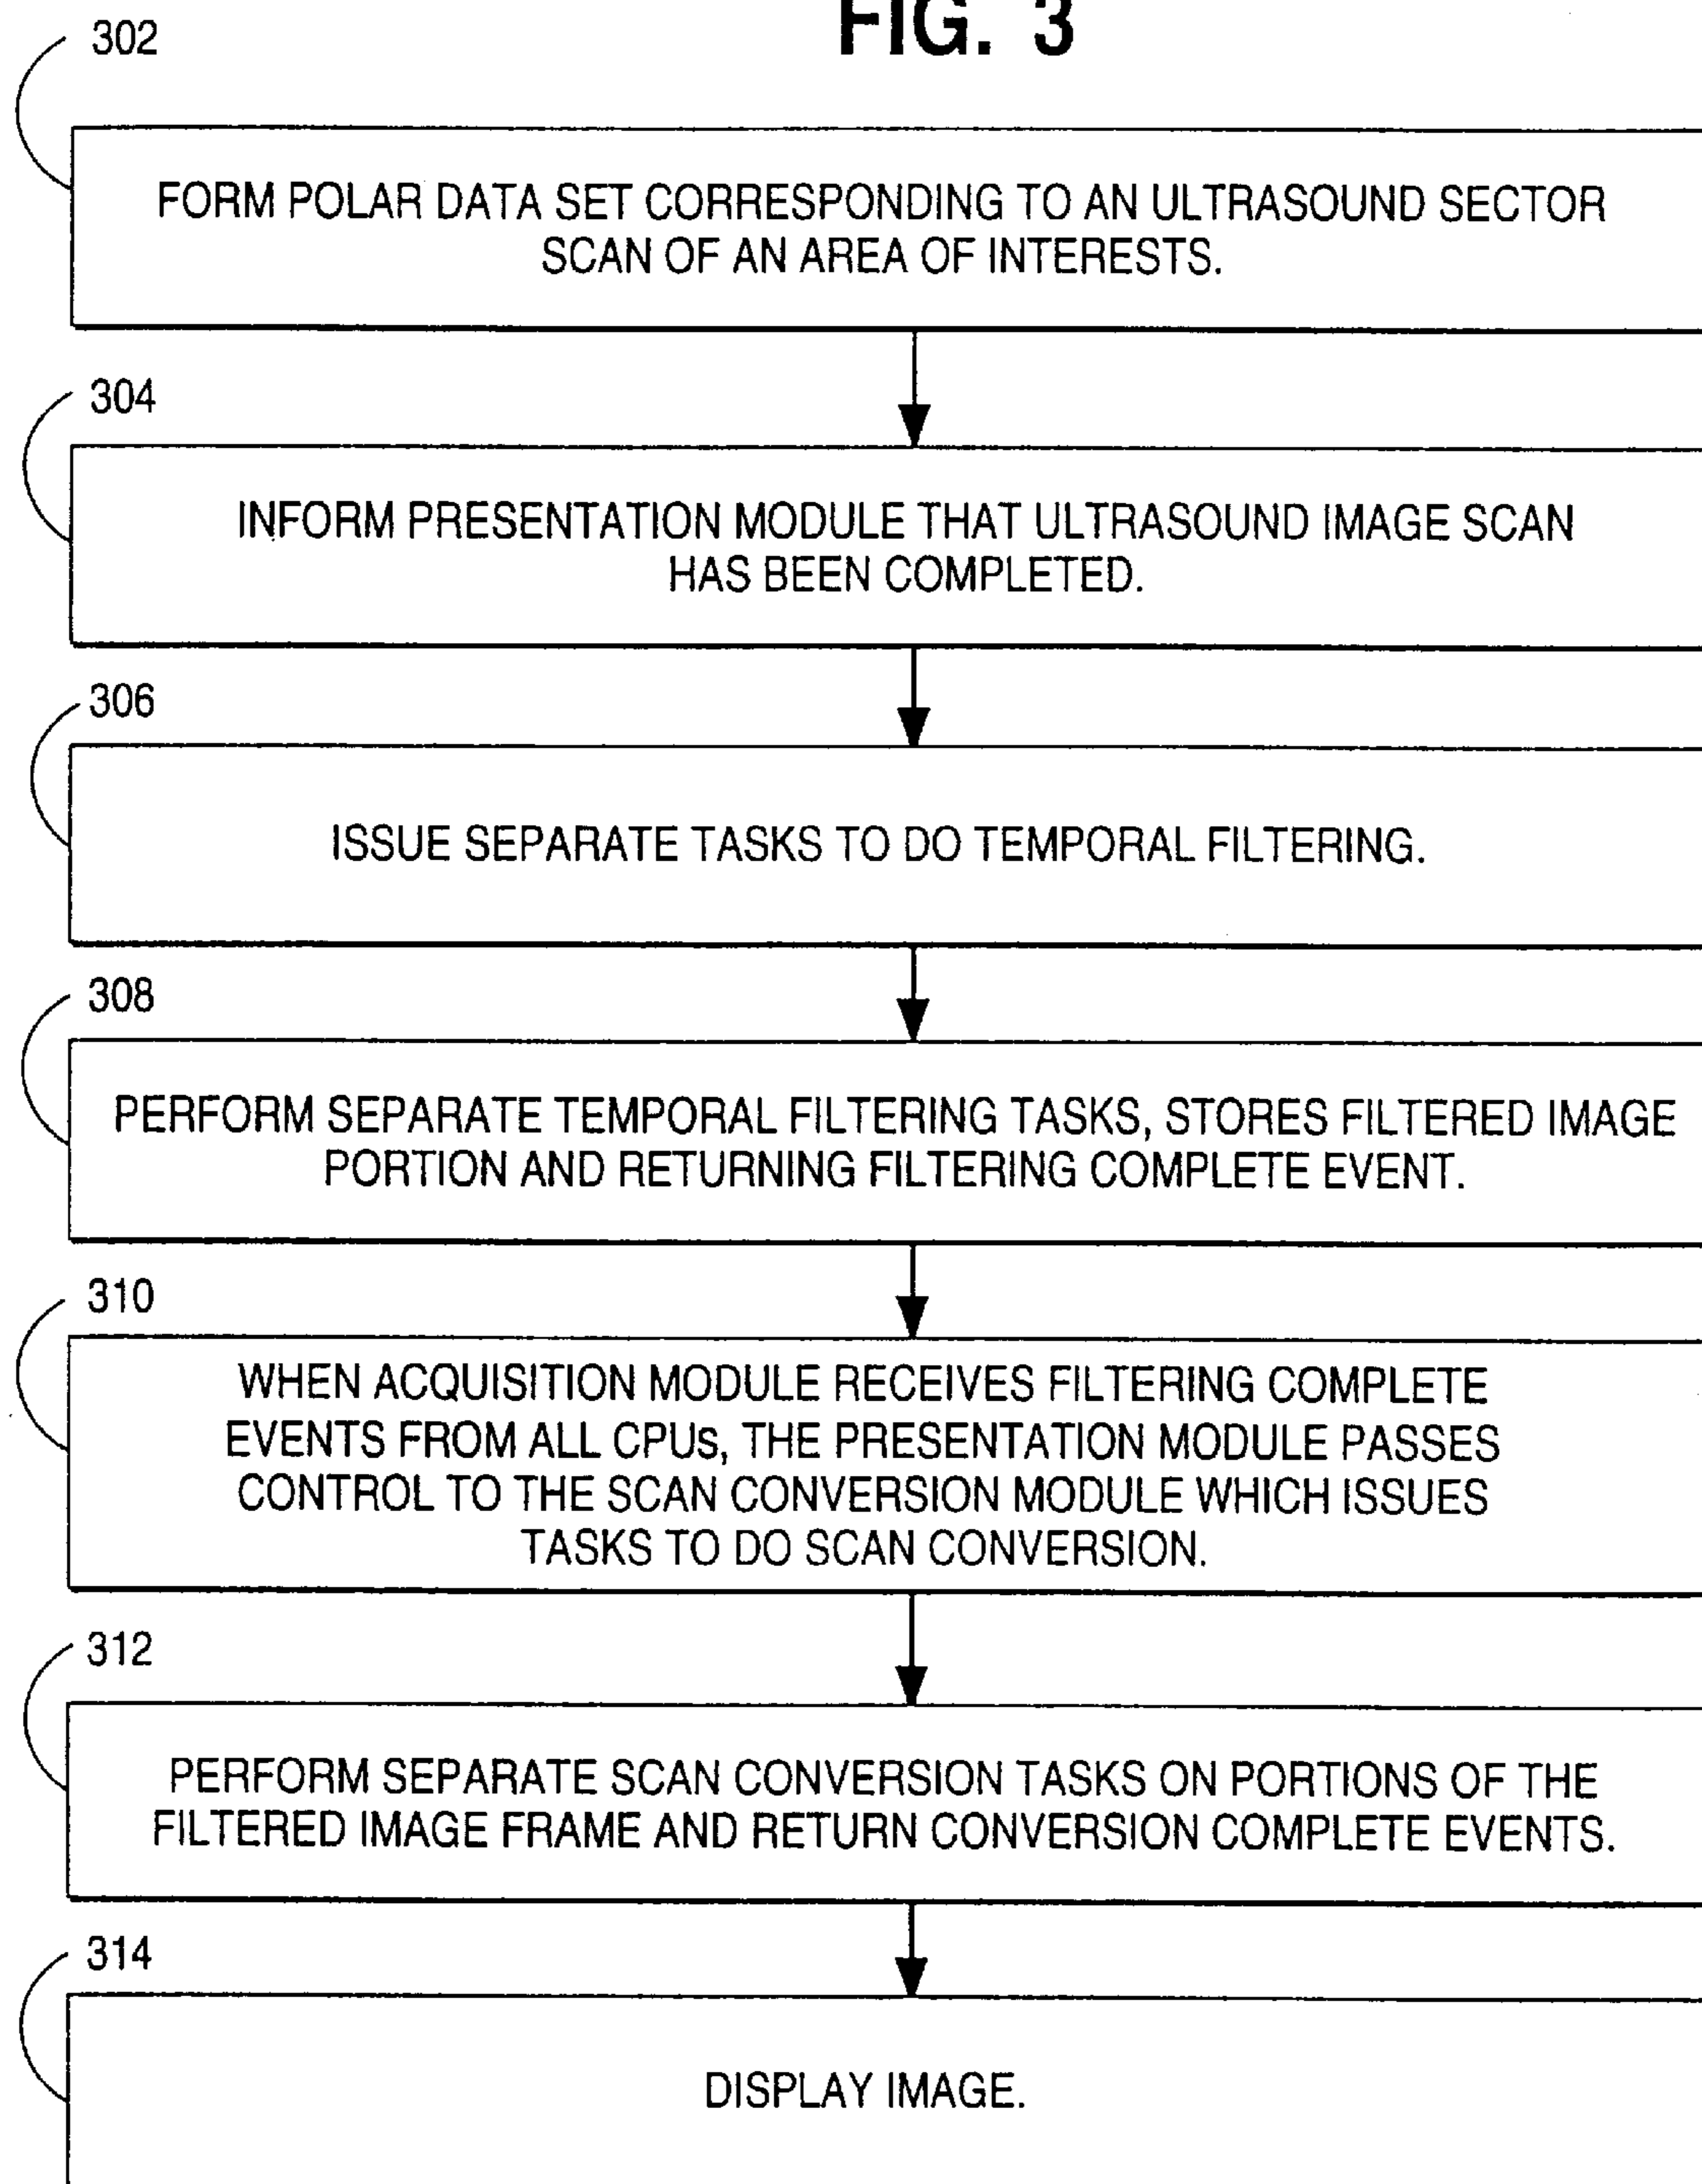 FIG. 3
302
FORM POLAR DATA SET CORRESPONDING TO AN ULTRASOUND SECTOR
SCAN OF AN AREA OF INTERESTS.
304
INFORM PRESENTATION MODULE THAT ULTRASOUND IMAGE SCAN
HAS BEEN COMPLETED.
306
ISSUE SEPARATE TASKS TO DO TEMPORAL FILTERING.
308
PERFORM SEPARATE TEMPORAL FILTERING TASKS, STORES FILTERED IMAGE
PORTION AND RETURNING FILTERING COMPLETE EVENT.
310
WHEN ACQUISITION MODULE RECEIVES FILTERING COMPLETE
EVENTS FROM ALL CPUs, THE PRESENTATION MODULE PASSES
CONTROL TO THE SCAN CONVERSION MODULE WHICH ISSUES
TASKS TO DO SCAN CONVERSION.
312
PERFORM SEPARATE SCAN CONVERSION TASKS ON PORTIONS OF THE
FILTERED IMAGE FRAME AND RETURN CONVERSION COMPLETE EVENTS.
314
DISPLAY IMAGE.